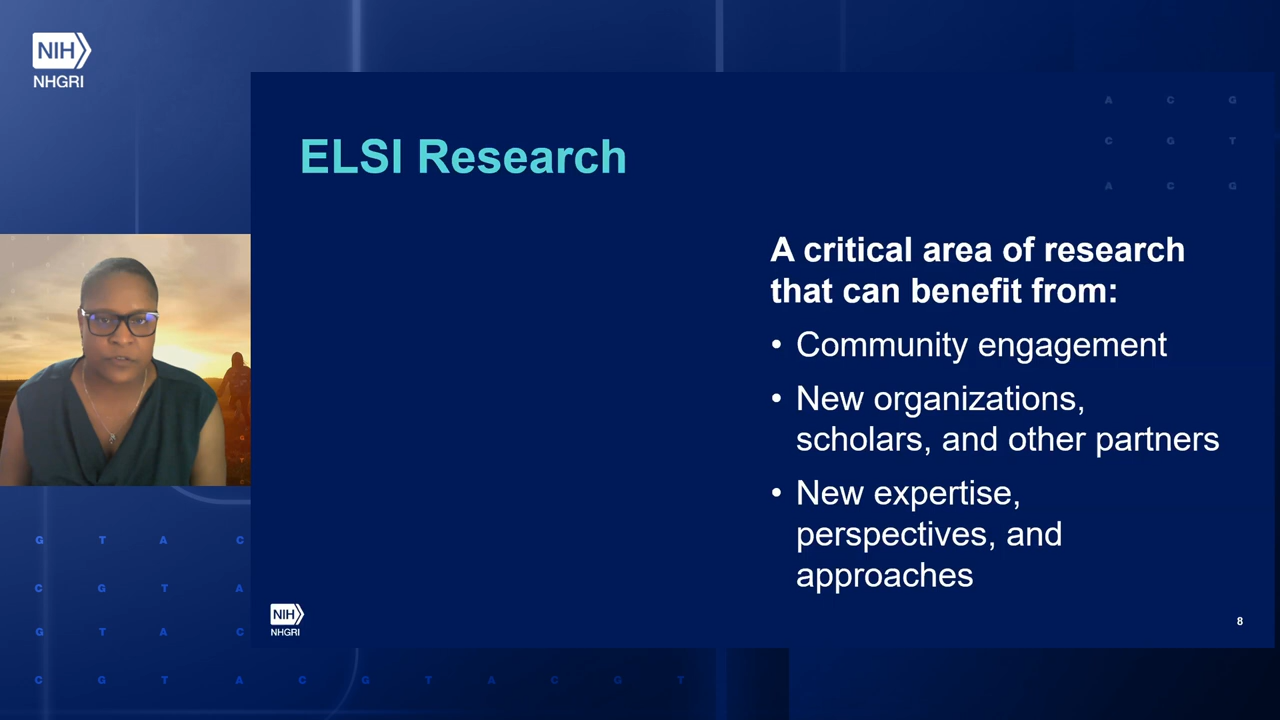 NIH
NHGRI
A C G
C G T
A C G
ELSI Research
A critical area of research
that can benefit from:
• Community engagement
• New organizations,
scholars, and other partners
• New expertise,
perspectives, and
approaches
G T A C
C G T A
G T A C
C G T A C G T A C G T
NIH
NHGRI
8